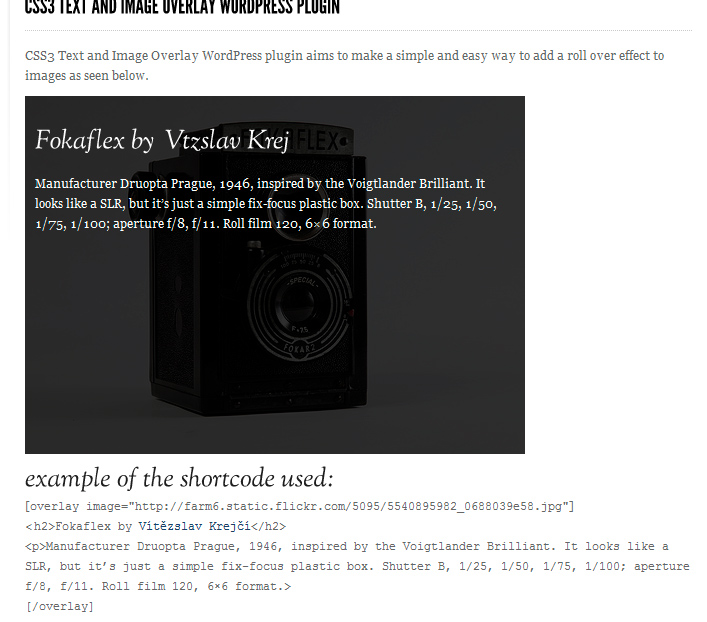 CSS3 TEXT AND IMAGE OVERLAY WORDPRESS PLUGIN
CSS3 Text and Image Overlay WordPress plugin aims to make a simple and easy way to add a roll over effect to
images as seen below.
FLEX
Fokaflex by Vtzslav Krej
Manufacturer Druopta Prague, 1946, inspired by the Voigtlander Brilliant. It
looks like a SLR, but it's just a simple fix-focus plastic box. Shutter B, 1/25, 1/50,
1/75, 1/100; aperture f/8, f/11. Roll film 120, 6×6 format.
SPECIAL
example of the shortcode used:
[overlay image="http://farm6.static.flickr.com/5095/5540895982_0688039e58.jpg"]
<h2>Fokaflex by Vítězslav Krejčí</h2>
<p>Manufacturer Druopta Prague, 1946, inspired by the Voigtlander Brilliant. It looks like a
SLR, but it’s just a simple fix-focus plastic box. Shutter B, 1/25, 1/50, 1/75, 1/100; aperture
f/8, f/11. Roll film 120, 6×6 format.>
[/overlay]